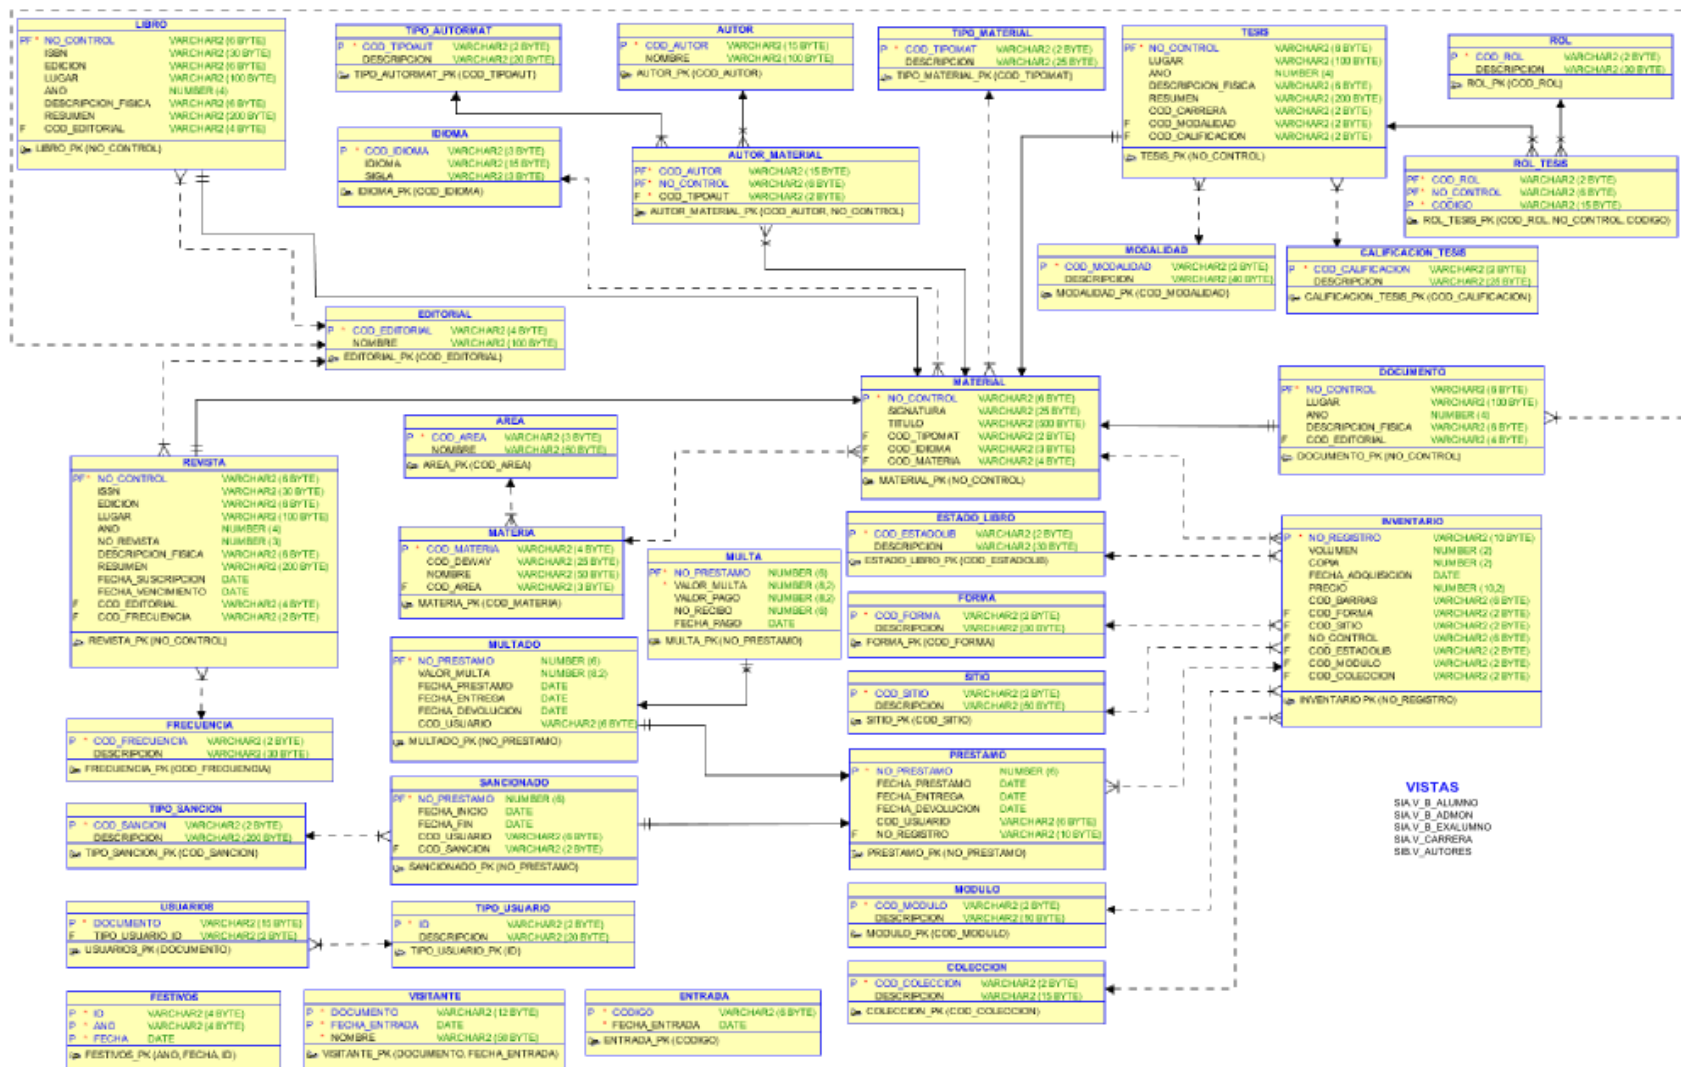 LIBRO
PF * NO_CONTROL VARCHAR2 (6 BYTE)
ISBN VARCHAR2 (30 BYTE)
EDICION VARCHAR2 (6 BYTE)
LUGAR VARCHAR2 (100 BYTE)
ANO NUMBER (4)
DESCRIPCION_FISICA VARCHAR2 (6 BYTE)
RESUMEN VARCHAR2 (200 BYTE)
F COD_EDITORIAL VARCHAR2 (4 BYTE)
LIBRO_PK (NO_CONTROL)
TIPO_AUTORMAT
P * COD_TIPOAUT VARCHAR2 (2 BYTE)
DESCRIPCION VARCHAR2 (20 BYTE)
TIPO_AUTORMAT_PK (COD_TIPOAUT)
AUTOR
P * COD_AUTOR VARCHAR2 (15 BYTE)
NOMBRE VARCHAR2 (100 BYTE)
AUTOR_PK (COD_AUTOR)
TIPO_MATERIAL
P * COD_TIPOMAT VARCHAR2 (2 BYTE)
DESCRIPCION VARCHAR2 (25 BYTE)
TIPO_MATERIAL_PK (COD_TIPOMAT)
TESIS
PF * NO_CONTROL VARCHAR2 (6 BYTE)
LUGAR VARCHAR2 (100 BYTE)
ANO NUMBER (4)
DESCRIPCION_FISICA VARCHAR2 (6 BYTE)
RESUMEN VARCHAR2 (200 BYTE)
COD_CARRERA VARCHAR2 (2 BYTE)
F COD_MODALIDAD VARCHAR2 (2 BYTE)
F COD_CALIFICACION VARCHAR2 (2 BYTE)
TESIS_PK (NO_CONTROL)
ROL
P * COD_ROL VARCHAR2 (2 BYTE)
DESCRIPCION VARCHAR2 (30 BYTE)
ROL_PK (COD_ROL)
IDIOMA
P * COD_IDIOMA VARCHAR2 (3 BYTE)
IDIOMA VARCHAR2 (15 BYTE)
SIGLA VARCHAR2 (3 BYTE)
IDIOMA_PK (COD_IDIOMA)
AUTOR_MATERIAL
PF * COD_AUTOR VARCHAR2 (15 BYTE)
PF * NO_CONTROL VARCHAR2 (6 BYTE)
F * COD_TIPOAUT VARCHAR2 (2 BYTE)
AUTOR_MATERIAL_PK (COD_AUTOR, NO_CONTROL)
ROL_TESIS
PF * COD_ROL VARCHAR2 (2 BYTE)
PF * NO_CONTROL VARCHAR2 (6 BYTE)
P * CODIGO VARCHAR2 (15 BYTE)
ROL_TESIS_PK (COD_ROL, NO_CONTROL, CODIGO)
MODALIDAD
P * COD_MODALIDAD VARCHAR2 (2 BYTE)
DESCRIPCION VARCHAR2 (40 BYTE)
MODALIDAD_PK (COD_MODALIDAD)
CALIFICACION_TESIS
P * COD_CALIFICACION VARCHAR2 (2 BYTE)
DESCRIPCION VARCHAR2 (25 BYTE)
CALIFICACION_TESIS_PK (COD_CALIFICACION)
EDITORIAL
P * COD_EDITORIAL VARCHAR2 (4 BYTE)
NOMBRE VARCHAR2 (100 BYTE)
EDITORIAL_PK (COD_EDITORIAL)
MATERIAL
P * NO_CONTROL VARCHAR2 (6 BYTE)
SIGNATURA VARCHAR2 (25 BYTE)
TITULO VARCHAR2 (500 BYTE)
F COD_TIPOMAT VARCHAR2 (2 BYTE)
F COD_IDIOMA VARCHAR2 (3 BYTE)
F COD_MATERIA VARCHAR2 (4 BYTE)
MATERIAL_PK (NO_CONTROL)
DOCUMENTO
PF * NO_CONTROL VARCHAR2 (6 BYTE)
LUGAR VARCHAR2 (100 BYTE)
ANO NUMBER (4)
DESCRIPCION_FISICA VARCHAR2 (6 BYTE)
F COD_EDITORIAL VARCHAR2 (4 BYTE)
DOCUMENTO_PK (NO_CONTROL)
AREA
P * COD_AREA VARCHAR2 (3 BYTE)
NOMBRE VARCHAR2 (50 BYTE)
AREA_PK (COD_AREA)
REVISTA
PF * NO_CONTROL VARCHAR2 (6 BYTE)
ISSN VARCHAR2 (30 BYTE)
EDICION VARCHAR2 (6 BYTE)
LUGAR VARCHAR2 (100 BYTE)
ANO NUMBER (4)
NO_REVISTA NUMBER (3)
DESCRIPCION_FISICA VARCHAR2 (6 BYTE)
RESUMEN VARCHAR2 (200 BYTE)
FECHA_SUSCRIPCION DATE
FECHA_VENCIMIENTO DATE
F COD_EDITORIAL VARCHAR2 (4 BYTE)
F COD_FRECUENCIA VARCHAR2 (2 BYTE)
REVISTA_PK (NO_CONTROL)
MATERIA
P * COD_MATERIA VARCHAR2 (4 BYTE)
COD_DEWAY VARCHAR2 (25 BYTE)
NOMBRE VARCHAR2 (50 BYTE)
F COD_AREA VARCHAR2 (3 BYTE)
MATERIA_PK (COD_MATERIA)
MULTA
PF * NO_PRESTAMO NUMBER (6)
* VALOR_MULTA NUMBER (8,2)
VALOR_PAGO NUMBER (8,2)
NO_RECIBO NUMBER (6)
FECHA_PAGO DATE
MULTA_PK (NO_PRESTAMO)
ESTADO_LIBRO
P * COD_ESTADOLIB VARCHAR2 (2 BYTE)
DESCRIPCION VARCHAR2 (30 BYTE)
ESTADO_LIBRO_PK (COD_ESTADOLIB)
INVENTARIO
P * NO_REGISTRO VARCHAR2 (10 BYTE)
VOLUMEN NUMBER (2)
COPIA NUMBER (2)
FECHA_ADQUISICION DATE
PRECIO NUMBER (10,2)
COD_BARRAS VARCHAR2 (6 BYTE)
F COD_FORMA VARCHAR2 (2 BYTE)
F COD_SITIO VARCHAR2 (2 BYTE)
F NO_CONTROL VARCHAR2 (6 BYTE)
F COD_ESTADOLIB VARCHAR2 (2 BYTE)
F COD_MODULO VARCHAR2 (2 BYTE)
F COD_COLECCION VARCHAR2 (2 BYTE)
INVENTARIO_PK (NO_REGISTRO)
FORMA
P * COD_FORMA VARCHAR2 (2 BYTE)
DESCRIPCION VARCHAR2 (30 BYTE)
FORMA_PK (COD_FORMA)
MULTADO
PF * NO_PRESTAMO NUMBER (6)
VALOR_MULTA NUMBER (8,2)
FECHA_PRESTAMO DATE
FECHA_ENTREGA DATE
FECHA_DEVOLUCION DATE
COD_USUARIO VARCHAR2 (6 BYTE)
MULTADO_PK (NO_PRESTAMO)
SITIO
P * COD_SITIO VARCHAR2 (2 BYTE)
DESCRIPCION VARCHAR2 (50 BYTE)
SITIO_PK (COD_SITIO)
FRECUENCIA
P * COD_FRECUENCIA VARCHAR2 (2 BYTE)
DESCRIPCION VARCHAR2 (30 BYTE)
FRECUENCIA_PK (COD_FRECUENCIA)
PRESTAMO
P * NO_PRESTAMO NUMBER (6)
FECHA_PRESTAMO DATE
FECHA_ENTREGA DATE
FECHA_DEVOLUCION DATE
COD_USUARIO VARCHAR2 (6 BYTE)
F NO_REGISTRO VARCHAR2 (10 BYTE)
PRESTAMO_PK (NO_PRESTAMO)
SANCIONADO
PF * NO_PRESTAMO NUMBER (6)
FECHA_INICIO DATE
FECHA_FIN DATE
COD_USUARIO VARCHAR2 (6 BYTE)
F COD_SANCION VARCHAR2 (2 BYTE)
SANCIONADO_PK (NO_PRESTAMO)
TIPO_SANCION
P * COD_SANCION VARCHAR2 (2 BYTE)
DESCRIPCION VARCHAR2 (200 BYTE)
TIPO_SANCION_PK (COD_SANCION)
VISTAS
SIA.V_B_ALUMNO
SIA.V_B_ADMON
SIA.V_B_EXALUMNO
SIA.V_CARRERA
SIB.V_AUTORES
MODULO
P * COD_MODULO VARCHAR2 (2 BYTE)
DESCRIPCION VARCHAR2 (10 BYTE)
MODULO_PK (COD_MODULO)
USUARIOS
P * DOCUMENTO VARCHAR2 (15 BYTE)
F TIPO_USUARIO_ID VARCHAR2 (2 BYTE)
USUARIOS_PK (DOCUMENTO)
TIPO_USUARIO
P * ID VARCHAR2 (2 BYTE)
DESCRIPCION VARCHAR2 (20 BYTE)
TIPO_USUARIO_PK (ID)
COLECCION
P * COD_COLECCION VARCHAR2 (2 BYTE)
DESCRIPCION VARCHAR2 (15 BYTE)
COLECCION_PK (COD_COLECCION)
FESTIVOS
P * ID VARCHAR2 (4 BYTE)
P * ANO VARCHAR2 (4 BYTE)
P * FECHA DATE
FESTIVOS_PK (ANO, FECHA, ID)
VISITANTE
P * DOCUMENTO VARCHAR2 (12 BYTE)
P * FECHA_ENTRADA DATE
* NOMBRE VARCHAR2 (50 BYTE)
VISITANTE_PK (DOCUMENTO, FECHA_ENTRADA)
ENTRADA
P * CODIGO VARCHAR2 (6 BYTE)
* FECHA_ENTRADA DATE
ENTRADA_PK (CODIGO)